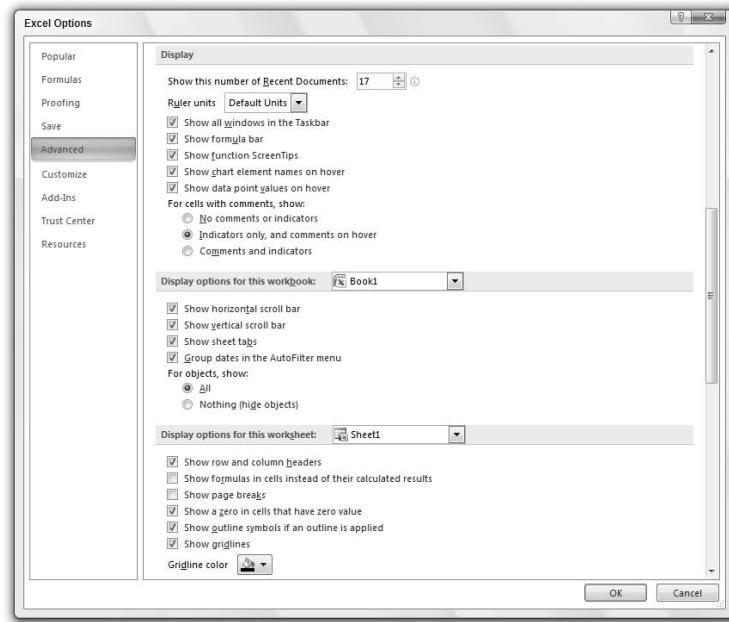 Excel Options
Popular
Formulas
Proofing
Save
Advanced
Customize
Add-Ins
Trust Center
Resources
Display
Show this number of Recent Documents: 17
Ruler units Default Units
Show all windows in the Taskbar
Show formula bar
Show function ScreenTips
Show chart element names on hover
Show data point values on hover
For cells with comments, show:
No comments or indicators
Indicators only, and comments on hover
Comments and indicators
Display options for this workbook: Book1
Show horizontal scroll bar
Show vertical scroll bar
Show sheet tabs
Group dates in the AutoFilter menu
For objects, show:
All
Nothing (hide objects)
Display options for this worksheet: Sheet1
Show row and column headers
Show formulas in cells instead of their calculated results
Show page breaks
Show a zero in cells that have zero value
Show outline symbols if an outline is applied
Show gridlines
Gridline color
OK Cancel